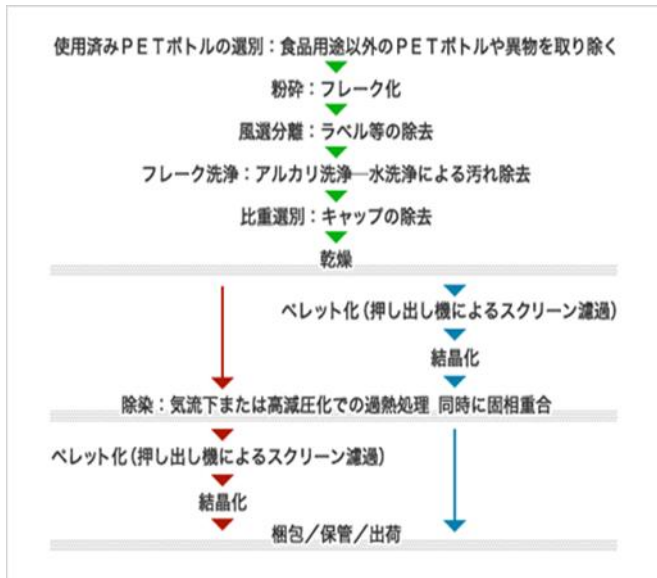 使用済みＰＥＴボトルの選別：食品用途以外のＰＥＴボトルや異物を取り除く
粉砕：フレーク化
風選分離：ラベル等の除去
フレーク洗浄：アルカリ洗浄─水洗浄による汚れ除去
比重選別：キャップの除去
乾燥
ペレット化（押し出し機によるスクリーン濾過）
結晶化
除染：気流下または高減圧化での過熱処理 同時に固相重合
ペレット化（押し出し機によるスクリーン濾過）
結晶化
梱包／保管／出荷